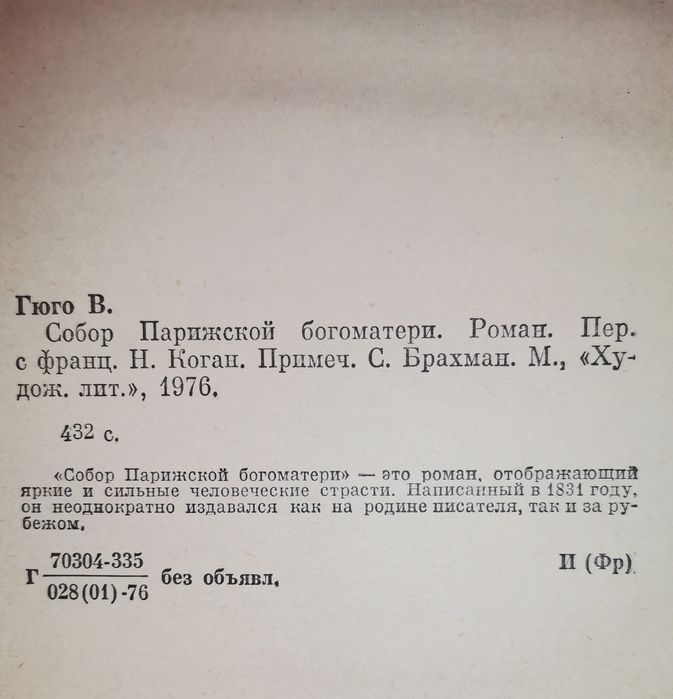 Гюго В.
Собор Парижской богоматери. Роман. Пер.
с франц. Н. Коган. Примеч. С. Брахман. М., «Ху-
дож. лит.», 1976.
432 с.
«Собор Парижской богоматери» — это роман, отображающий
яркие и сильные человеческие страсти. Написанный в 1831 году,
он неоднократно издавался как на родине писателя, так и за ру-
бежом.
70304-335
Г без объявл.
028(01)-76
И (Фр)